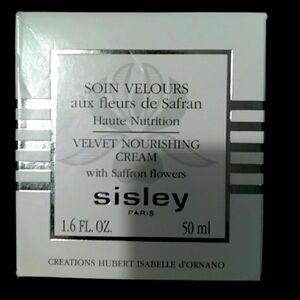 SOIN VELOURS
aux fleurs de Safran
Haute Nutrition
VELVET NOURISHING
CREAM
with Saffron flowers
sisley
PARIS
1.6 FL. OZ. 50 ml
CREATIONS HUBERT ISABELLE d'ORNANO